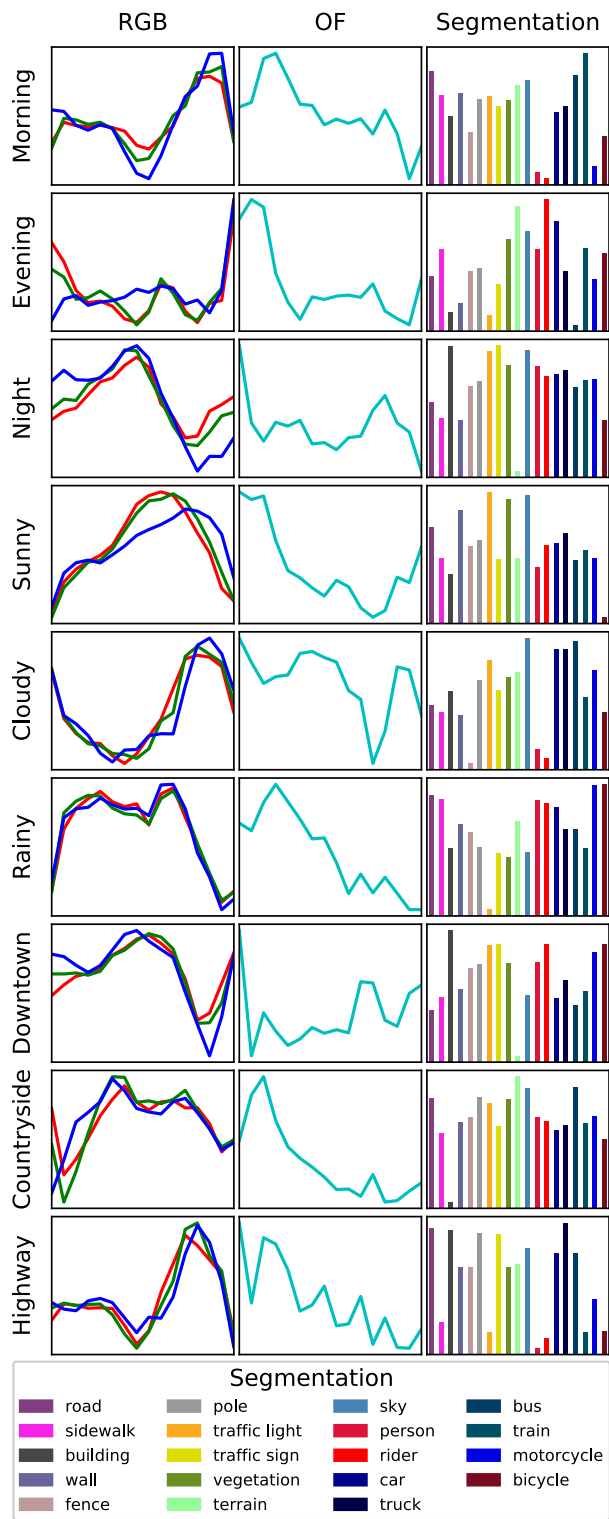 RGB OF Segmentation
Morning
Evening
Night
Sunny
Cloudy
Rainy
Downtown
Countryside
Highway
Segmentation
road pole sky bus
sidewalk traffic light person train
building traffic sign rider motorcycle
wall vegetation car bicycle
fence terrain truck